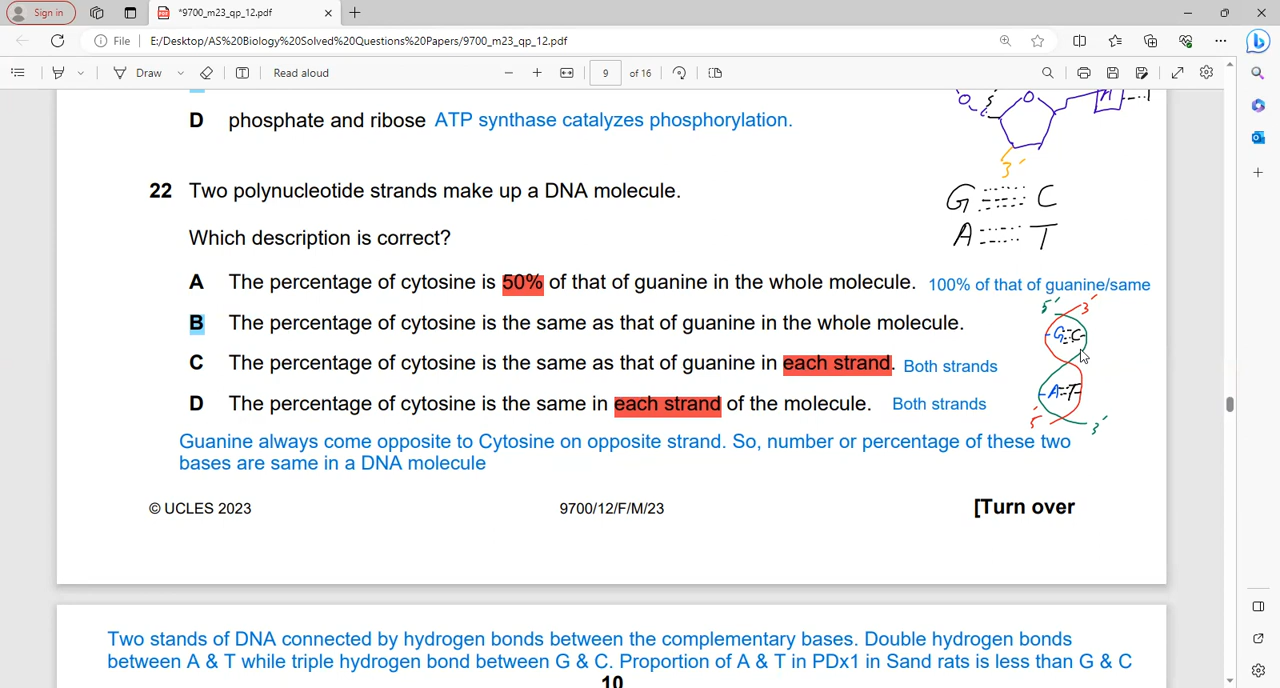 Sign in
*9700_m23_qp_12.pdf
File
E:/Desktop/AS%20Biology%20Solved%20Questions%20Papers/9700_m23_qp_12.pdf
Draw
Read aloud
9
of 16
D phosphate and ribose ATP synthase catalyzes phosphorylation.
3'
22 Two polynucleotide strands make up a DNA molecule.
G C
A T
Which description is correct?
A The percentage of cytosine is 50% of that of guanine in the whole molecule. 100% of that of guanine/same
5' 3'
B The percentage of cytosine is the same as that of guanine in the whole molecule.
G C
C The percentage of cytosine is the same as that of guanine in each strand. Both strands
A T
D The percentage of cytosine is the same in each strand of the molecule. Both strands
5' 3'
Guanine always come opposite to Cytosine on opposite strand. So, number or percentage of these two
bases are same in a DNA molecule
© UCLES 2023 9700/12/F/M/23 [Turn over
Two stands of DNA connected by hydrogen bonds between the complementary bases. Double hydrogen bonds
between A & T while triple hydrogen bond between G & C. Proportion of A & T in PDx1 in Sand rats is less than G & C
10